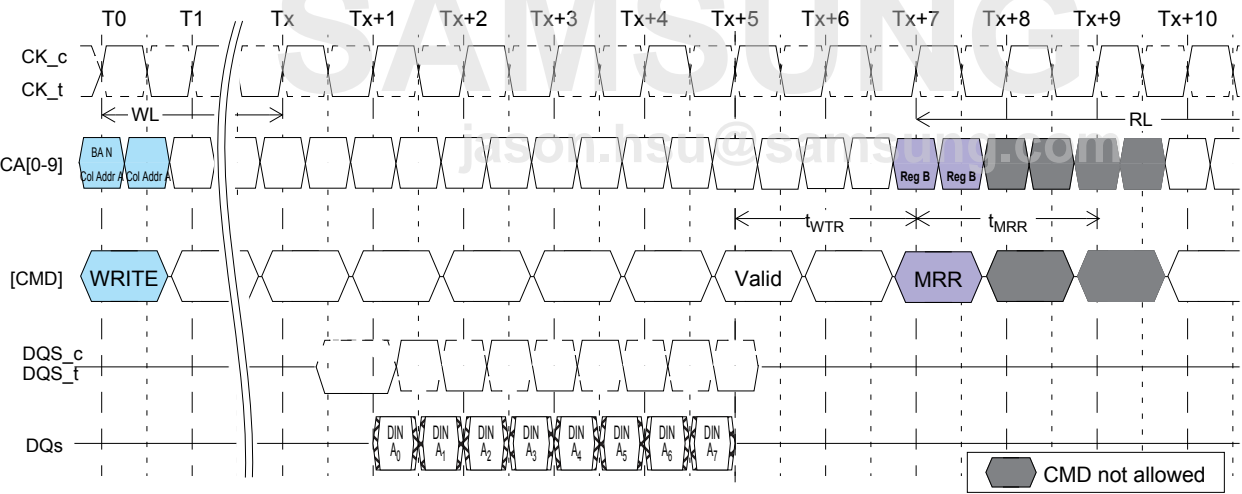 SAMSUNG
T0 T1 Tx Tx+1 Tx+2 Tx+3 Tx+4 Tx+5 Tx+6 Tx+7 Tx+8 Tx+9 Tx+10
CK_c
CK_t
WL RL
jason.hsu@samsung.com
CA[0-9]
BA N
Col Addr A Col Addr A Reg B Reg B
tWTR tMRR
[CMD] WRITE Valid MRR
DQS_c
DQS_t
DQs
DIN A0 DIN A1 DIN A2 DIN A3 DIN A4 DIN A5 DIN A6 DIN A7
CMD not allowed